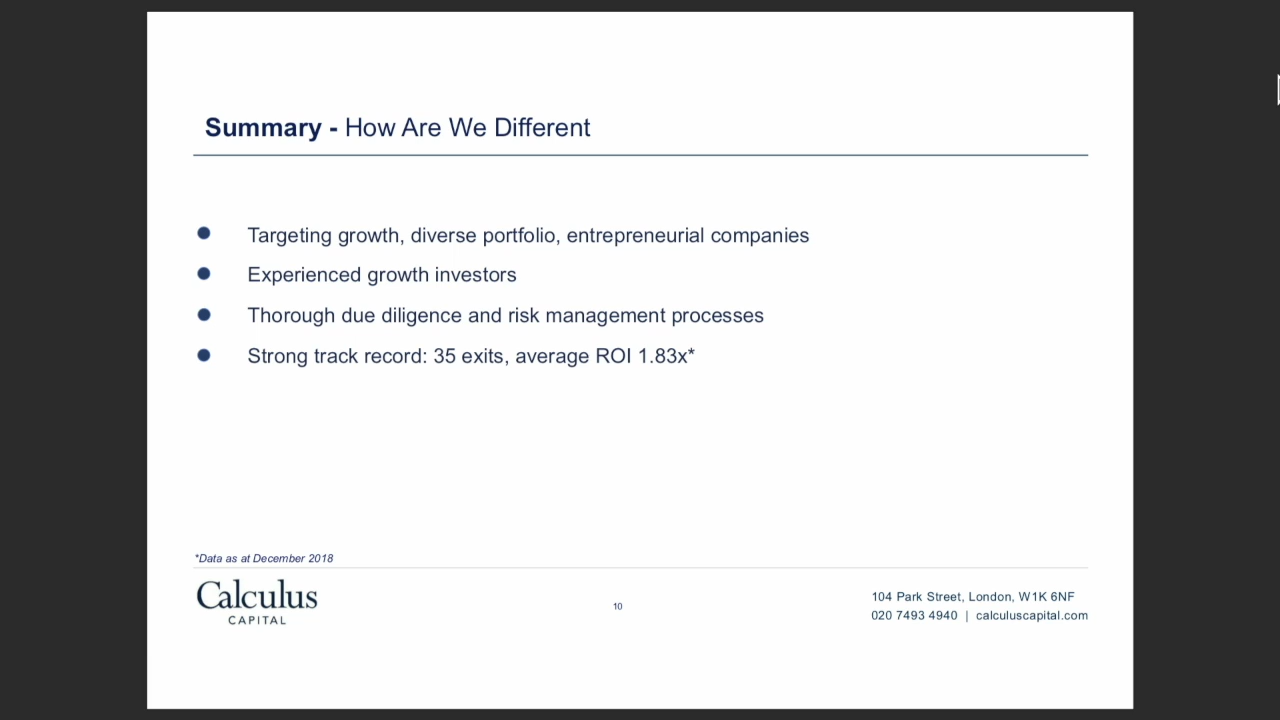 Summary - How Are We Different
Targeting growth, diverse portfolio, entrepreneurial companies
Experienced growth investors
Thorough due diligence and risk management processes
Strong track record: 35 exits, average ROI 1.83x*
*Data as at December 2018
Calculus
CAPITAL
10
104 Park Street, London, W1K 6NF
020 7493 4940 | calculuscapital.com